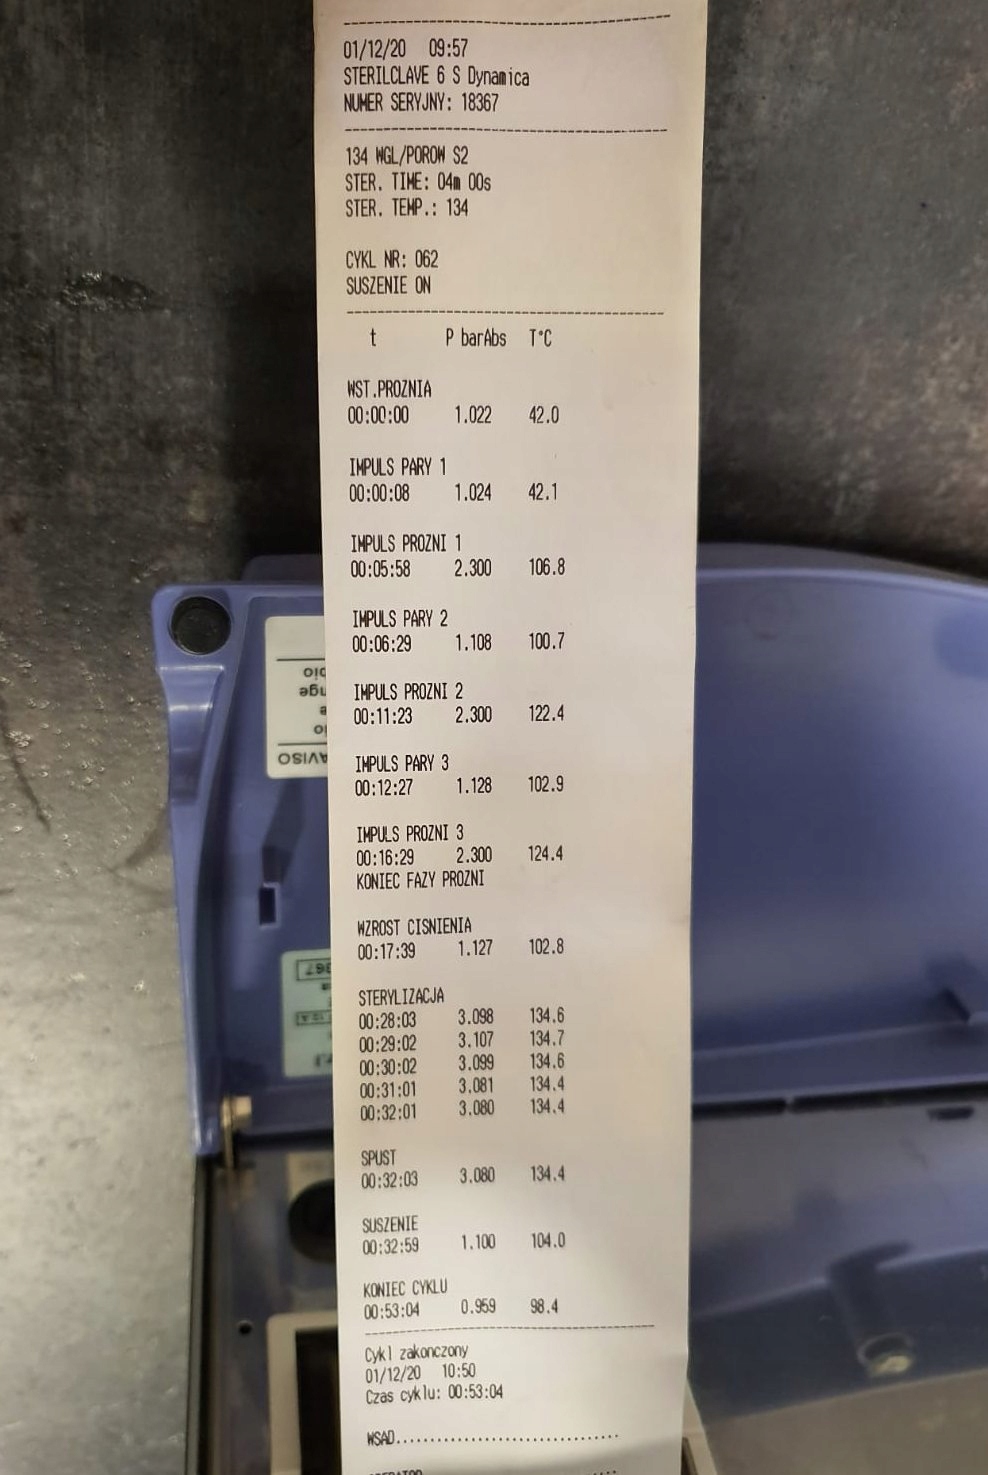 01/12/20 09:57
STERILCLAVE 6 S Dynamica
NUMER SERYJNY: 18367
134 WGL/POROW S2
STER. TIME: 04m 00s
STER. TEMP.: 134
CYKL NR: 062
SUSZENIE ON
t P barAbs T°C
WST.PROZNIA
00:00:00 1.022 42.0
IMPULS PARY 1
00:00:08 1.024 42.1
IMPULS PROZNI 1
00:05:58 2.300 106.8
IMPULS PARY 2
00:06:29 1.108 100.7
IMPULS PROZNI 2
00:11:23 2.300 122.4
IMPULS PARY 3
00:12:27 1.128 102.9
IMPULS PROZNI 3
00:16:29 2.300 124.4
KONIEC FAZY PROZNI
WZROST CISNIENIA
00:17:39 1.127 102.8
STERYLIZACJA
00:28:03 3.098 134.6
00:29:02 3.107 134.7
00:30:02 3.099 134.6
00:31:01 3.081 134.4
00:32:01 3.080 134.4
SPUST
00:32:03 3.080 134.4
SUSZENIE
00:32:59 1.100 104.0
KONIEC CYKLU
00:53:04 0.959 98.4
Cykl zakonczony
01/12/20 10:50
Czas cyklu: 00:53:04
WSAD...............................
AVISO